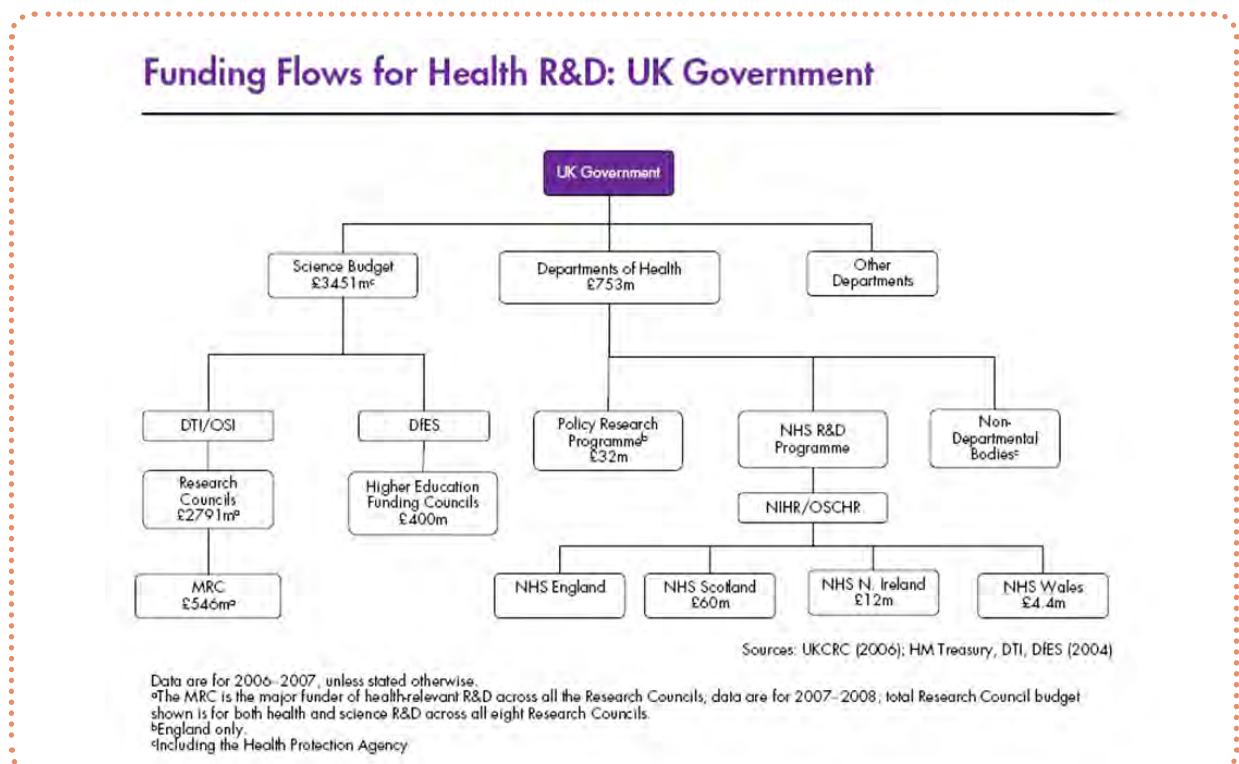 Funding Flows for Health R&D: UK Government
UK Government
Science Budget
£3451mᶜ
Departments of Health
£753m
Other
Departments
DTI/OSI
DfES
Policy Research
Programmeᵇ
£32m
NHS R&D
Programme
Non-
Departmental
Bodiesᶜ
Research
Councils
£2791mᵃ
Higher Education
Funding Councils
£400m
NIHR/OSCHR
MRC
£546mᵃ
NHS England
NHS Scotland
£60m
NHS N. Ireland
£12m
NHS Wales
£4.4m
Sources: UKCRC (2006); HM Treasury, DTI, DfES (2004)
Data are for 2006–2007, unless stated otherwise.
ᵃThe MRC is the major funder of health-relevant R&D across all the Research Councils; data are for 2007–2008; total Research Council budget
shown is for both health and science R&D across all eight Research Councils.
ᵇEngland only.
ᶜIncluding the Health Protection Agency